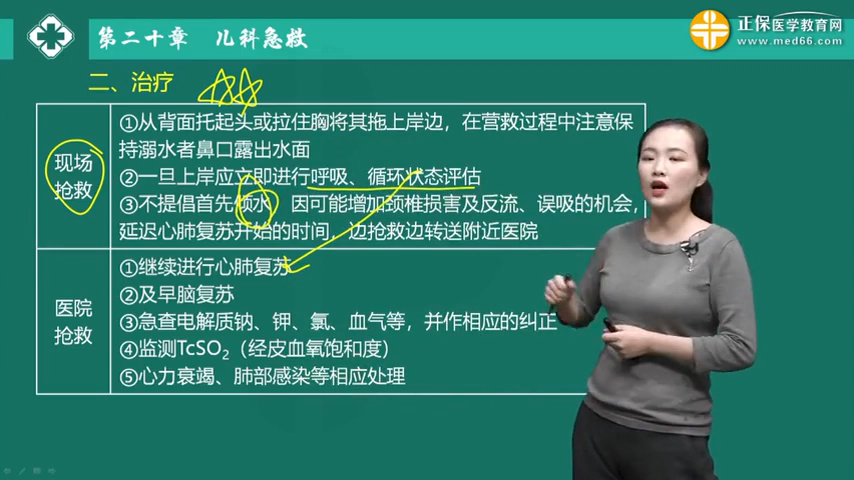 第二十章 儿科急救
正保医学教育网
www.med66.com
二、治疗
现场
抢救
①从背面托起头或拉住胸将其拖上岸边，在营救过程中注意保
持溺水者鼻口露出水面
②一旦上岸应立即进行呼吸、循环状态评估
③不提倡首先倾水 因可能增加颈椎损害及反流、误吸的机会，
延迟心肺复苏开始的时间，边抢救边转送附近医院
医院
抢救
①继续进行心肺复苏
②及早脑复苏
③急查电解质钠、钾、氯、血气等，并作相应的纠正
④监测TcSO₂（经皮血氧饱和度）
⑤心力衰竭、肺部感染等相应处理